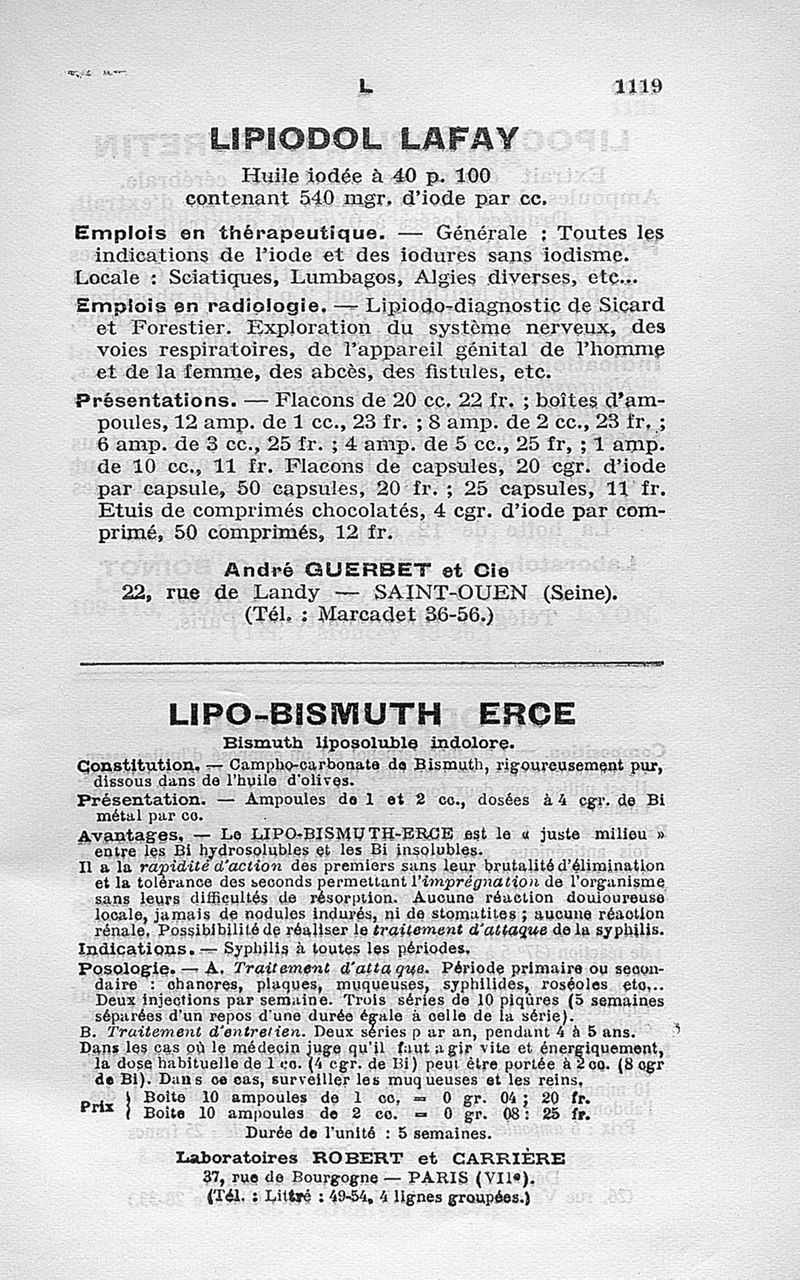 L 1119
LIPIODOL LAFAY
Huile iodée à 40 p. 100
contenant 540 mgr. d'iode par cc.
Emplois en thérapeutique. — Générale : Toutes les
indications de l'iode et des iodures sans iodisme.
Locale : Sciatiques, Lumbagos, Algies diverses, etc...
Emplois en radiologie. — Lipiodo-diagnostic de Sicard
et Forestier. Exploration du système nerveux, des
voies respiratoires, de l'appareil génital de l'homme
et de la femme, des abcès, des fistules, etc.
Présentations. — Flacons de 20 cc. 22 fr. ; boîtes d'am-
poules, 12 amp. de 1 cc., 23 fr. ; 8 amp. de 2 cc., 23 fr. ;
6 amp. de 3 cc., 25 fr. ; 4 amp. de 5 cc., 25 fr, ; 1 amp.
de 10 cc., 11 fr. Flacons de capsules, 20 cgr. d'iode
par capsule, 50 capsules, 20 fr. ; 25 capsules, 11 fr.
Etuis de comprimés chocolatés, 4 cgr. d'iode par com-
primé, 50 comprimés, 12 fr.
André GUERBET et Cie
22, rue de Landy — SAINT-OUEN (Seine).
(Tél. : Marcadet 36-56.)
LIPO-BISMUTH ERCE
Bismuth liposoluble indolore.
Constitution. — Campho-carbonate de Bismuth, rigoureusement pur,
dissous dans de l'huile d'olives.
Présentation. — Ampoules de 1 et 2 cc., dosées à 4 cgr. de Bi
métal par cc.
Avantages. — Le LIPO-BISMUTH-ERCE est le « juste milieu »
entre les Bi hydrosolubles et les Bi insolubles.
Il a la rapidité d'action des premiers sans leur brutalité d'élimination
et la tolérance des seconds permettant l'imprégnation de l'organisme
sans leurs difficultés de résorption. Aucune réaction douloureuse
locale, jamais de nodules indurés, ni de stomatites ; aucune réaction
rénale. Possibibilité de réaliser le traitement d'attaque de la syphilis.
Indications. — Syphilis à toutes les périodes.
Posologie. — A. Traitement d'attaque. Période primaire ou secon-
daire : chancres, plaques, muqueuses, syphilides, roséoles etc,..
Deux injections par semaine. Trois séries de 10 piqûres (5 semaines
séparées d'un repos d'une durée égale à celle de la série).
B. Traitement d'entretien. Deux séries p ar an, pendant 4 à 5 ans.
Dans les cas où le médecin juge qu'il faut agir vite et énergiquement,
la dose habituelle de 1 cc. (4 cgr. de Bi) peut être portée à 2 cc. (8 cgr
de Bi). Dans ce cas, surveiller les muqueuses et les reins.
Prix { Boite 10 ampoules de 1 cc, = 0 gr. 04 ; 20 fr.
{ Boite 10 ampoules de 2 cc. = 0 gr. 08 : 25 fr.
Durée de l'unité : 5 semaines.
Laboratoires ROBERT et CARRIÈRE
37, rue de Bourgogne — PARIS (VIIe).
(Tél. : Littré : 49-54, 4 lignes groupées.)